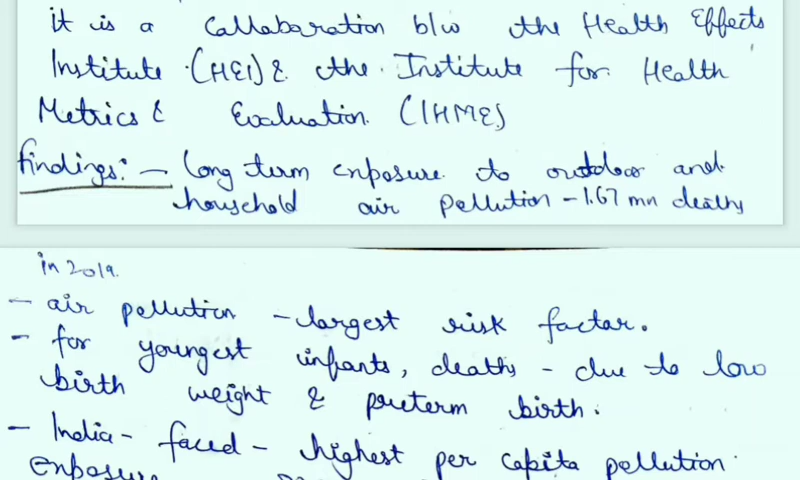 it is a Collaboration b/w the Health Effects
Institute (HEI) & the Institute for Health
Metrics & Evaluation (IHME)
findings: - Long term exposure to outdoor and
household air pollution - 1.67 mn deaths
in 2019.
- air pollution - largest risk factor.
- for youngest infants, deaths - due to low
birth weight & preterm birth.
- India - faced - highest per capita pollution
exposure